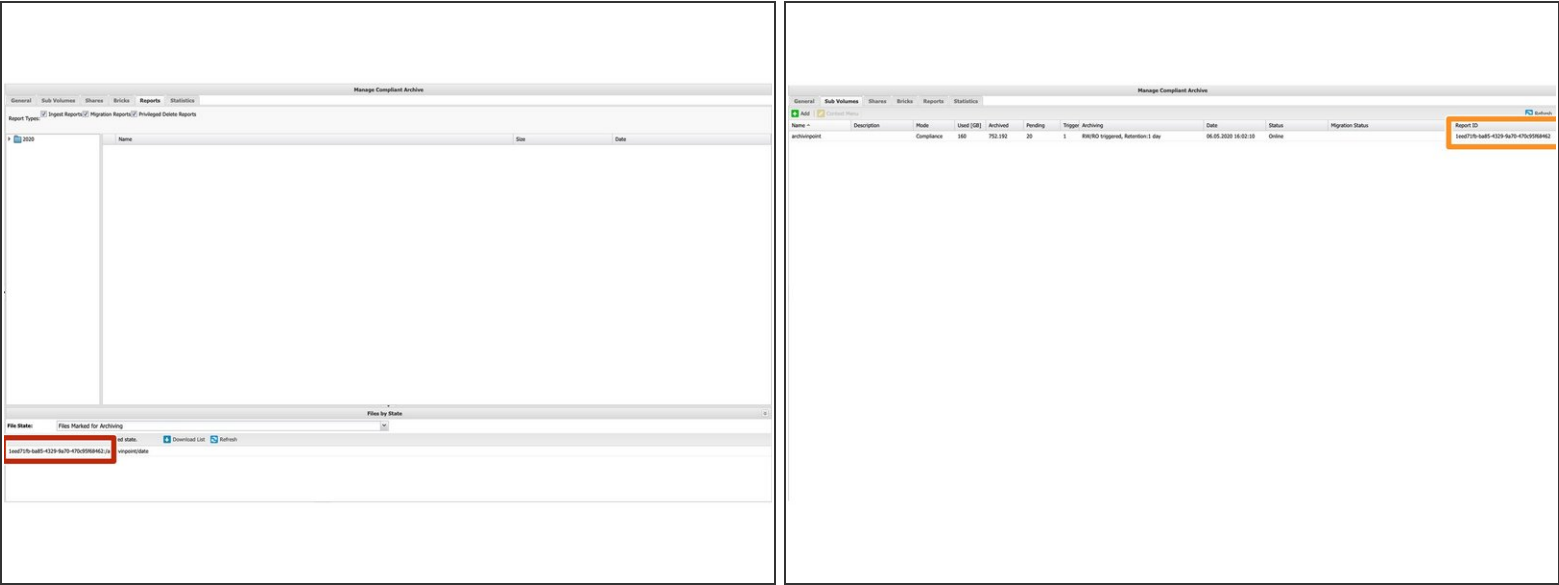 Manage Compliant Archive
General Sub Volumes Shares Bricks Reports Statistics
Report Types: Ingest Reports Migration Reports Privileged Delete Reports
2020 Name Size Date
Files by State
File State: Files Marked for Archiving
ed state. Download List Refresh
1eed71fb-ba85-4329-9a70-470c95f68462:/a vinpoint/date
Manage Compliant Archive
General Sub Volumes Shares Bricks Reports Statistics
Add Context Menu Refresh
Name Description Mode Used [GB] Archived Pending Trigger Archiving Date Status Migration Status Report ID
archivinpoint Compliance 160 752.192 20 1 RW/RO triggered, Retention:1 day 06.05.2020 16:02:10 Online 1eed71fb-ba85-4329-9a70-470c95f68462